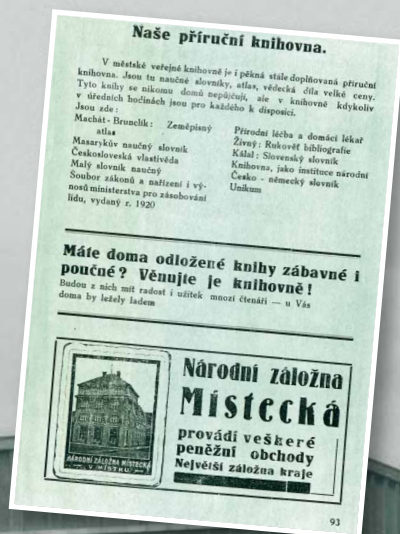 Naše příruční knihovna.
V městské veřejné knihovně je i pěkná stále doplňovaná příruční
knihovna. Jsou tu naučné slovníky, atlas, vědecká díla velké ceny.
Tyto knihy se nikomu domů nepůjčují, ale v knihovně kdykoliv
v úředních hodinách jsou pro každého k disposici.
Jsou zde:
Machát-Brunclík: Zeměpisný
atlas
Masarykův naučný slovník
Československá vlastivěda
Malý slovník naučný
Soubor zákonů a nařízení i vý-
nosů ministerstva pro zásobování
lidu, vydaný r. 1920
Přírodní léčba a domácí lékař
Živný: Rukověť bibliografie
Kálal: Slovenský slovník
Knihovna, jako instituce národní
Česko - německý slovník
Unikum
Máte doma odložené knihy zábavné i
poučné? Věnujte je knihovně!
Budou z nich mít radost i užitek mnozí čtenáři — u Vás
doma by ležely ladem
NÁRODNÍ ZÁLOŽNA MÍSTECKÁ
V MÍSTKU
Národní záložna
Místecká
provádí veškeré
peněžní obchody
Největší záložna kraje
93